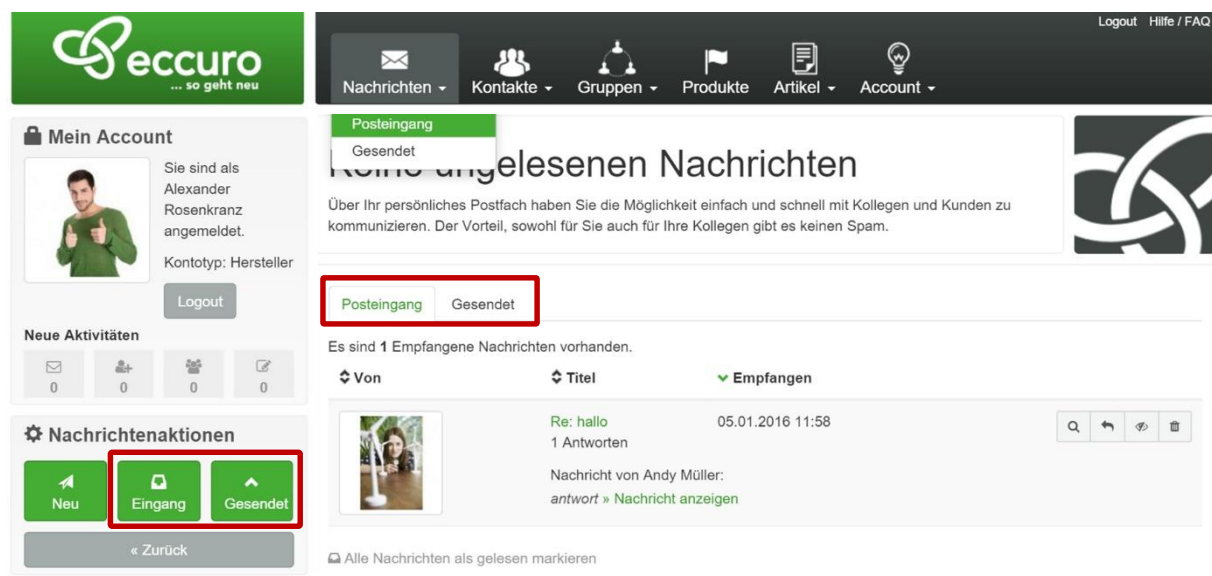 eccuro
... so geht neu
Logout Hilfe / FAQ
Nachrichten Kontakte Gruppen Produkte Artikel Account
Posteingang
Gesendet
Mein Account
Sie sind als
Alexander
Rosenkranz
angemeldet.
Kontotyp: Hersteller
Logout
Neue Aktivitäten
0 0 0 0
Nachrichtenaktionen
Neu Eingang Gesendet
« Zurück
Keine ungelesenen Nachrichten
Über Ihr persönliches Postfach haben Sie die Möglichkeit einfach und schnell mit Kollegen und Kunden zu
kommunizieren. Der Vorteil, sowohl für Sie auch für Ihre Kollegen gibt es keinen Spam.
Posteingang Gesendet
Es sind 1 Empfangene Nachrichten vorhanden.
Von Titel Empfangen
Re: hallo 05.01.2016 11:58
1 Antworten
Nachricht von Andy Müller:
antwort » Nachricht anzeigen
Alle Nachrichten als gelesen markieren